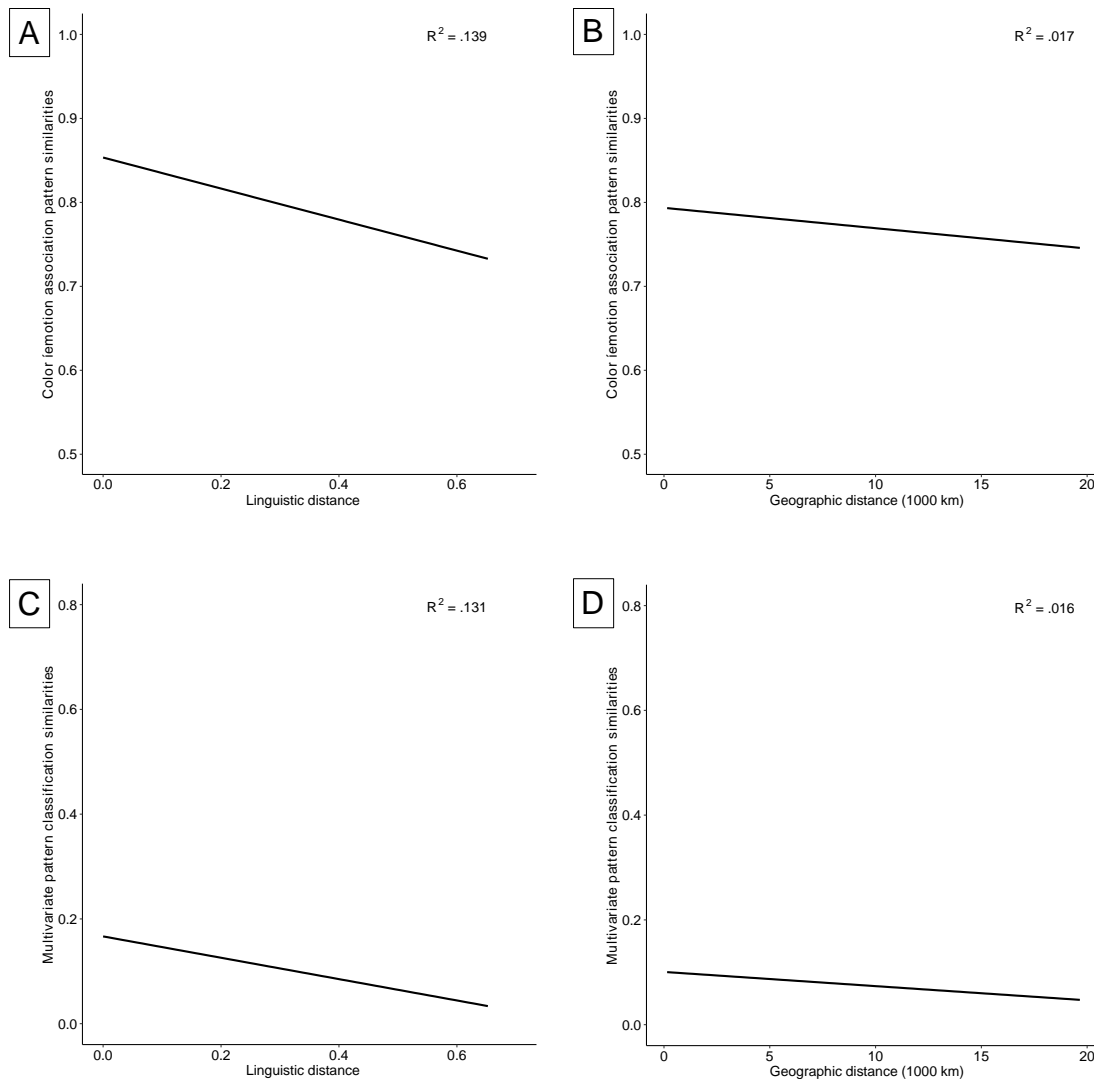 A
R2 = .139
Color íemotion association pattern similarities
1.0
0.9
0.8
0.7
0.6
0.5
0.0 0.2 0.4 0.6
Linguistic distance
B
R2 = .017
Color íemotion association pattern similarities
1.0
0.9
0.8
0.7
0.6
0.5
0 5 10 15 20
Geographic distance (1000 km)
C
R2 = .131
Multivariate pattern classification similarities
0.8
0.6
0.4
0.2
0.0
0.0 0.2 0.4 0.6
Linguistic distance
D
R2 = .016
Multivariate pattern classification similarities
0.8
0.6
0.4
0.2
0.0
0 5 10 15 20
Geographic distance (1000 km)